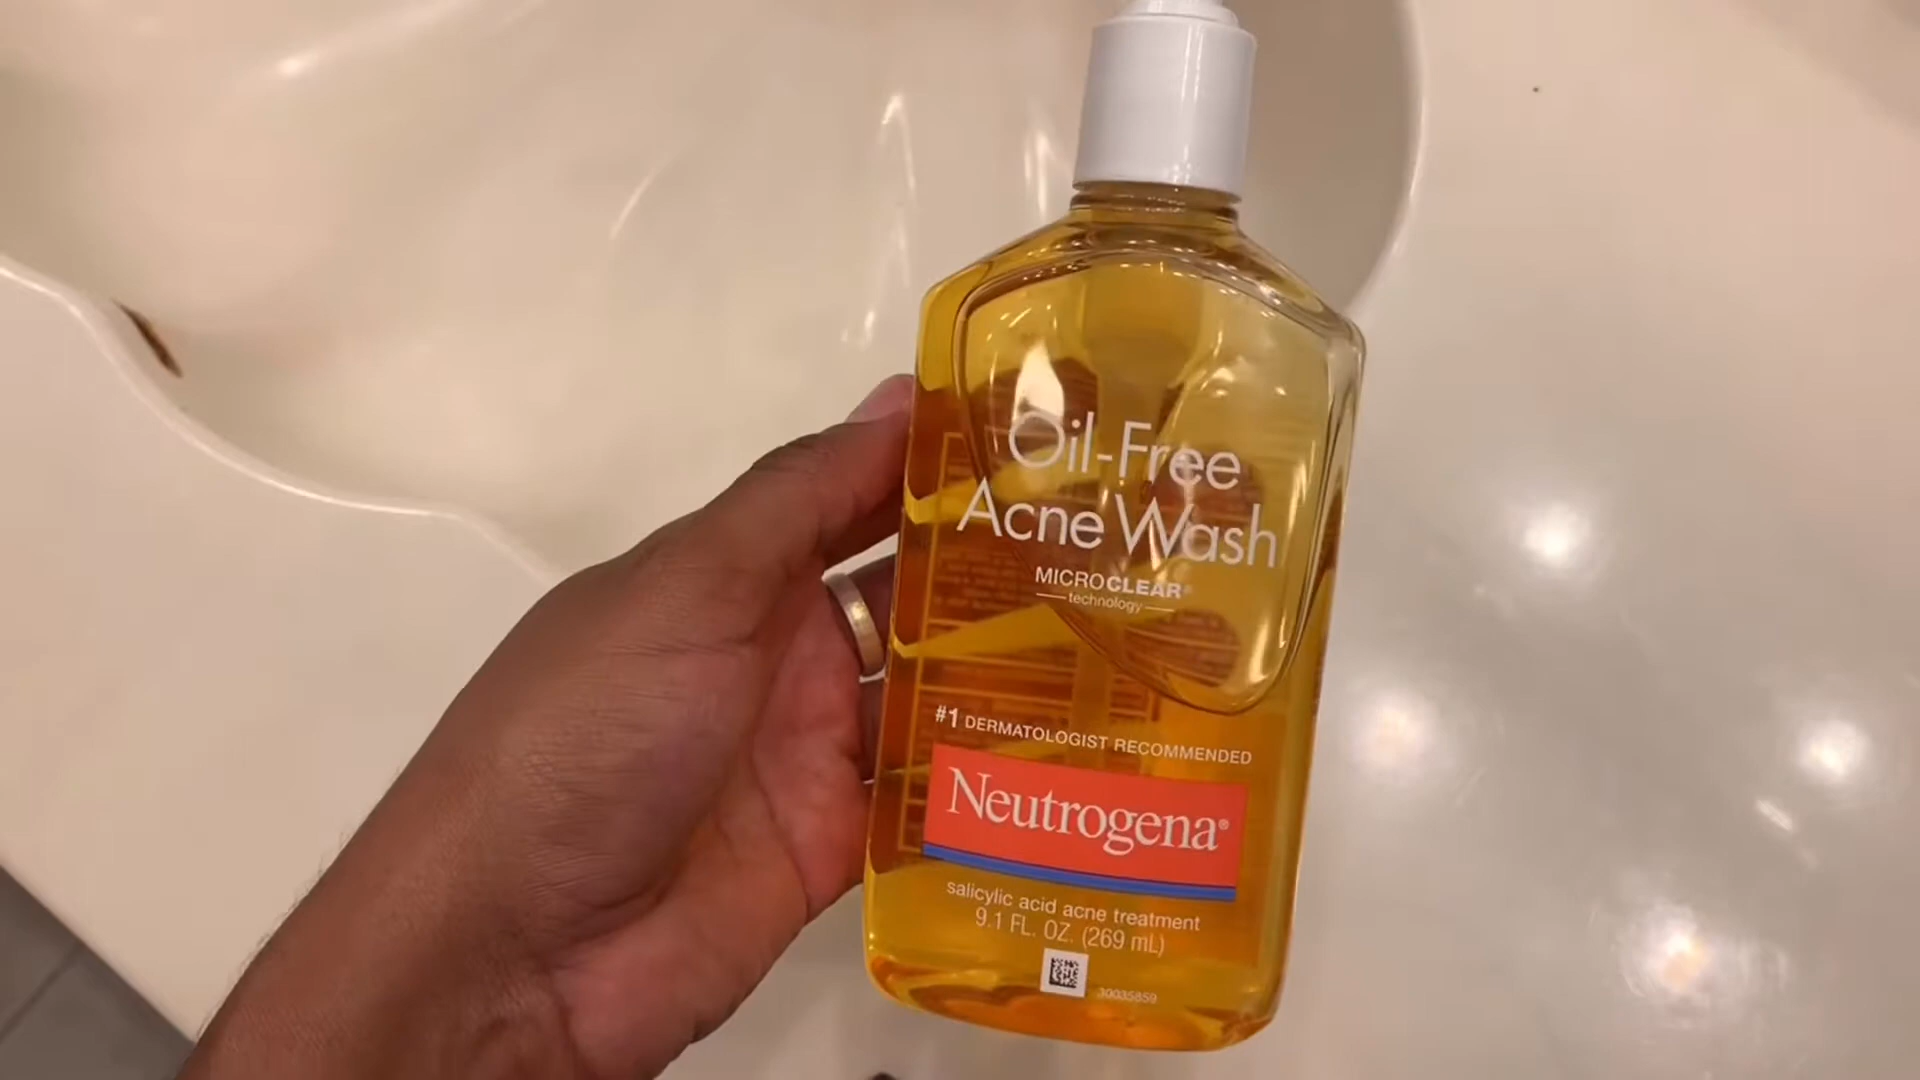 Oil-Free
Acne Wash
MICROCLEAR®
technology
#1 DERMATOLOGIST RECOMMENDED
Neutrogena®
salicylic acid acne treatment
9.1 FL. OZ. (269 mL)
30035859